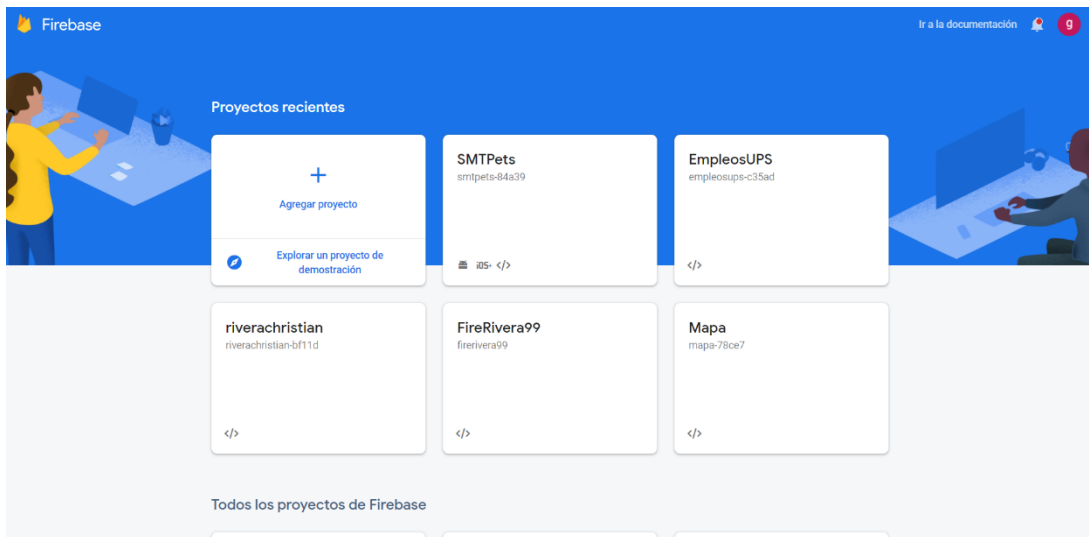 Firebase
Ir a la documentación
g
Proyectos recientes
Agregar proyecto
Explorar un proyecto de
demostración
SMTPets
smtpets-84a39
iOS+ </>
EmpleosUPS
empleosups-c35ad
</>
riverachristian
riverachristian-bf11d
</>
FireRivera99
firerivera99
</>
Mapa
mapa-78ce7
</>
Todos los proyectos de Firebase